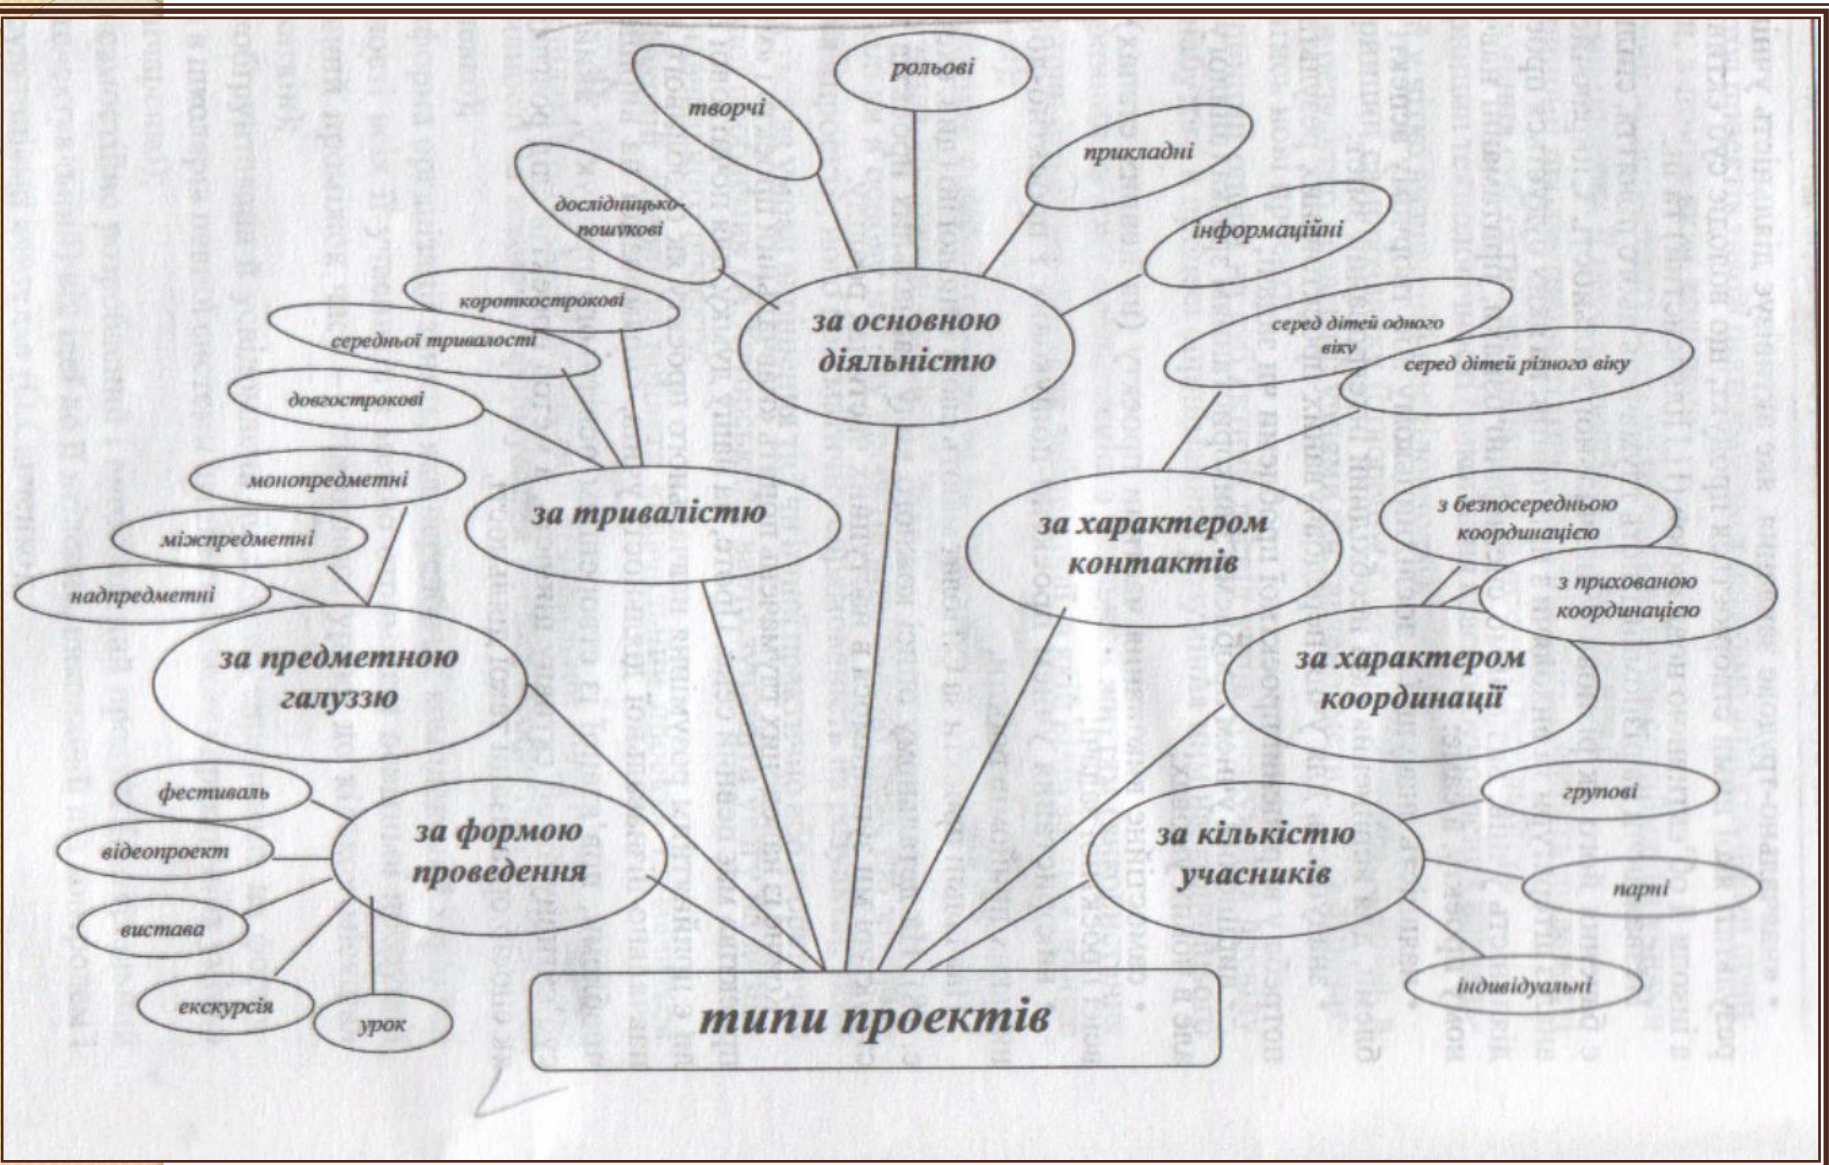 рольові
творчі
прикладні
дослідницько-
пошукові
інформаційні
короткострокові
середньої тривалості
довгострокові
за основною
діяльністю
серед дітей одного
віку
серед дітей різного віку
монопредметні
міжпредметні
надпредметні
за тривалістю
за характером
контактів
з безпосередньою
координацією
з прихованою
координацією
за предметною
галуззю
за характером
координації
фестиваль
відеопроект
вистава
екскурсія
урок
за формою
проведення
за кількістю
учасників
групові
парні
індивідуальні
типи проектів